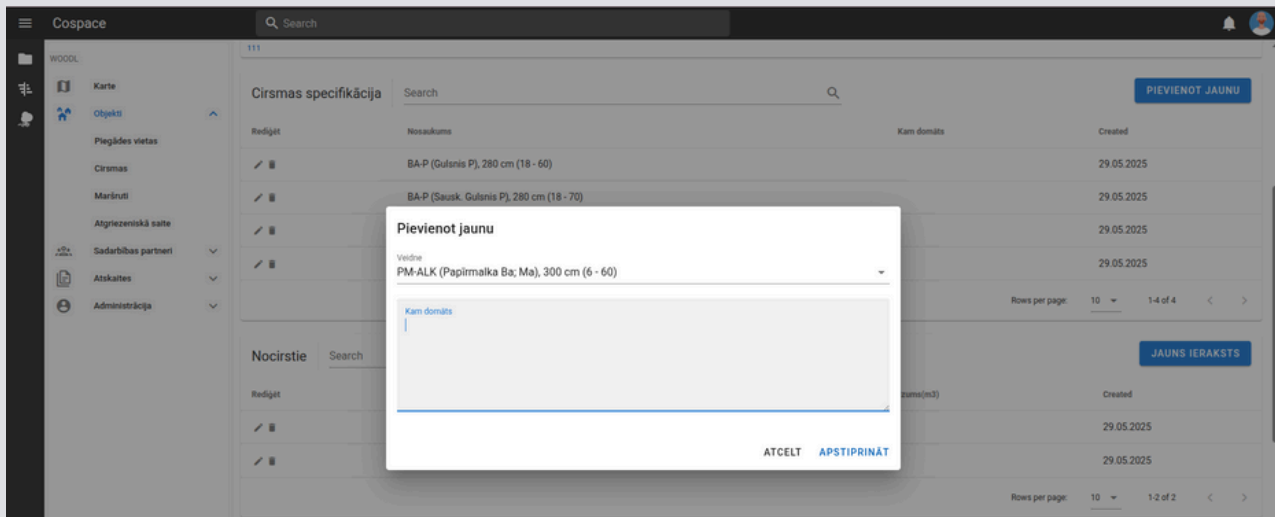 Cospace
Search
WOODL
Karte
Objekti
Piegādes vietas
Cirsmas
Maršruti
Atgriezeniskā saite
Sadarbības partneri
Atskaites
Administrācija
111
Cirsmas specifikācija
Search
PIEVIENOT JAUNU
Rediģēt Nosaukums Kam domāts Created
BA-P (Gulsnis P), 280 cm (18 - 60) 29.05.2025
BA-P (Sausk. Gulsnis P), 280 cm (18 - 70) 29.05.2025
29.05.2025
29.05.2025
Rows per page: 10 1-4 of 4
Pievienot jaunu
Veidne
PM-ALK (Papīrmalka Ba; Ma), 300 cm (6 - 60)
Kam domāts
ATCELT APSTIPRINĀT
Nocirstie
Search
JAUNS IERAKSTS
Rediģēt zums(m3) Created
29.05.2025
29.05.2025
Rows per page: 10 1-2 of 2